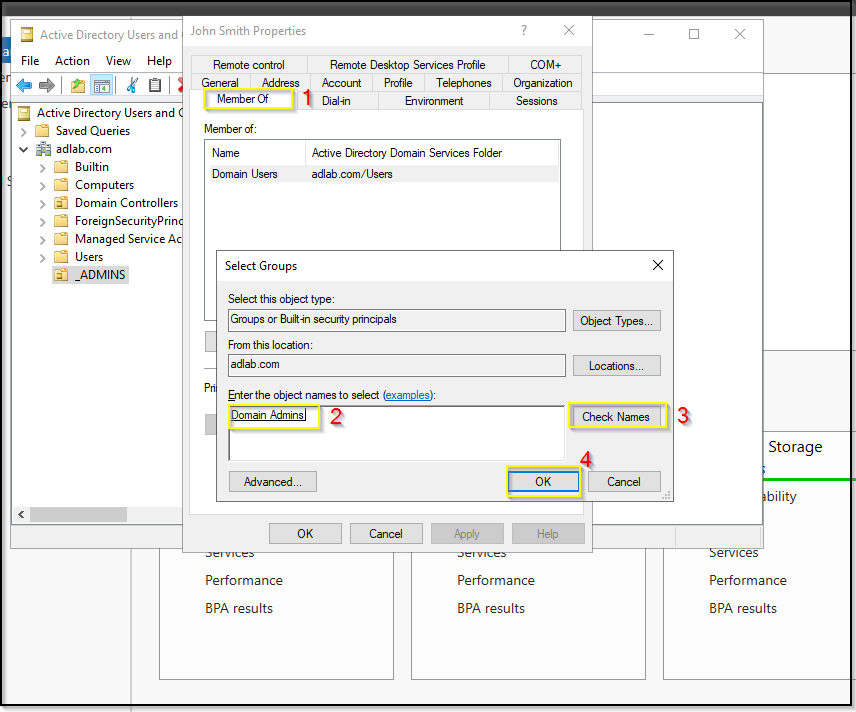 Active Directory Users and
File Action View Help
Active Directory Users and C
Saved Queries
adlab.com
Builtin
Computers
Domain Controllers
ForeignSecurityPrinc
Managed Service Ac
Users
_ADMINS
John Smith Properties
?
Remote control Remote Desktop Services Profile COM+
General Address Account Profile Telephones Organization
Member Of 1 Dial-in Environment Sessions
Member of:
Name Active Directory Domain Services Folder
Domain Users adlab.com/Users
Select Groups
Select this object type:
Groups or Built-in security principals Object Types...
From this location:
adlab.com Locations...
Enter the object names to select (examples):
Domain Admins 2 Check Names 3
4
Advanced... OK Cancel
OK Cancel Apply Help
Storage
Services Services Services
Performance Performance Performance
BPA results BPA results BPA results